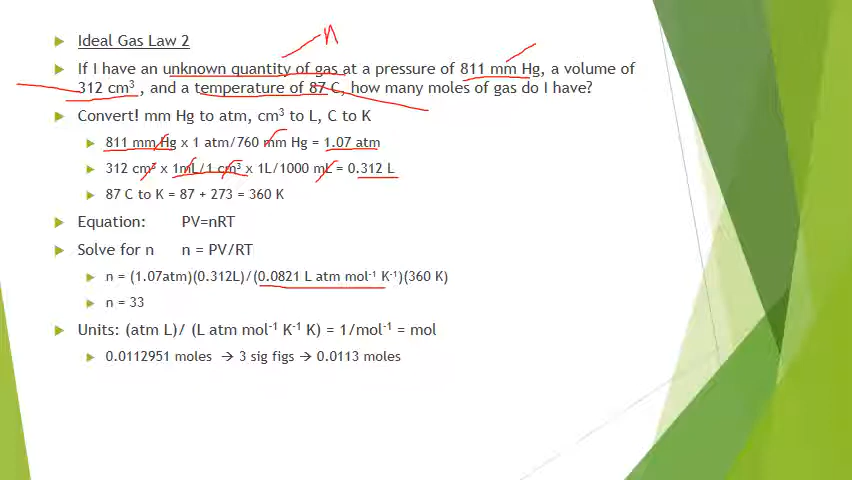 Ideal Gas Law 2
n
If I have an unknown quantity of gas at a pressure of 811 mm Hg, a volume of
312 cm³ , and a temperature of 87 C, how many moles of gas do I have?
Convert! mm Hg to atm, cm³ to L, C to K
811 mm Hg x 1 atm/760 mm Hg = 1.07 atm
312 cm³ x 1mL/1 cm³ x 1L/1000 mL = 0.312 L
87 C to K = 87 + 273 = 360 K
Equation: PV=nRT
Solve for n n = PV/RT
n = (1.07atm)(0.312L)/(0.0821 L atm mol⁻¹ K⁻¹)(360 K)
n = 33
Units: (atm L)/ (L atm mol⁻¹ K⁻¹ K) = 1/mol⁻¹ = mol
0.0112951 moles → 3 sig figs → 0.0113 moles